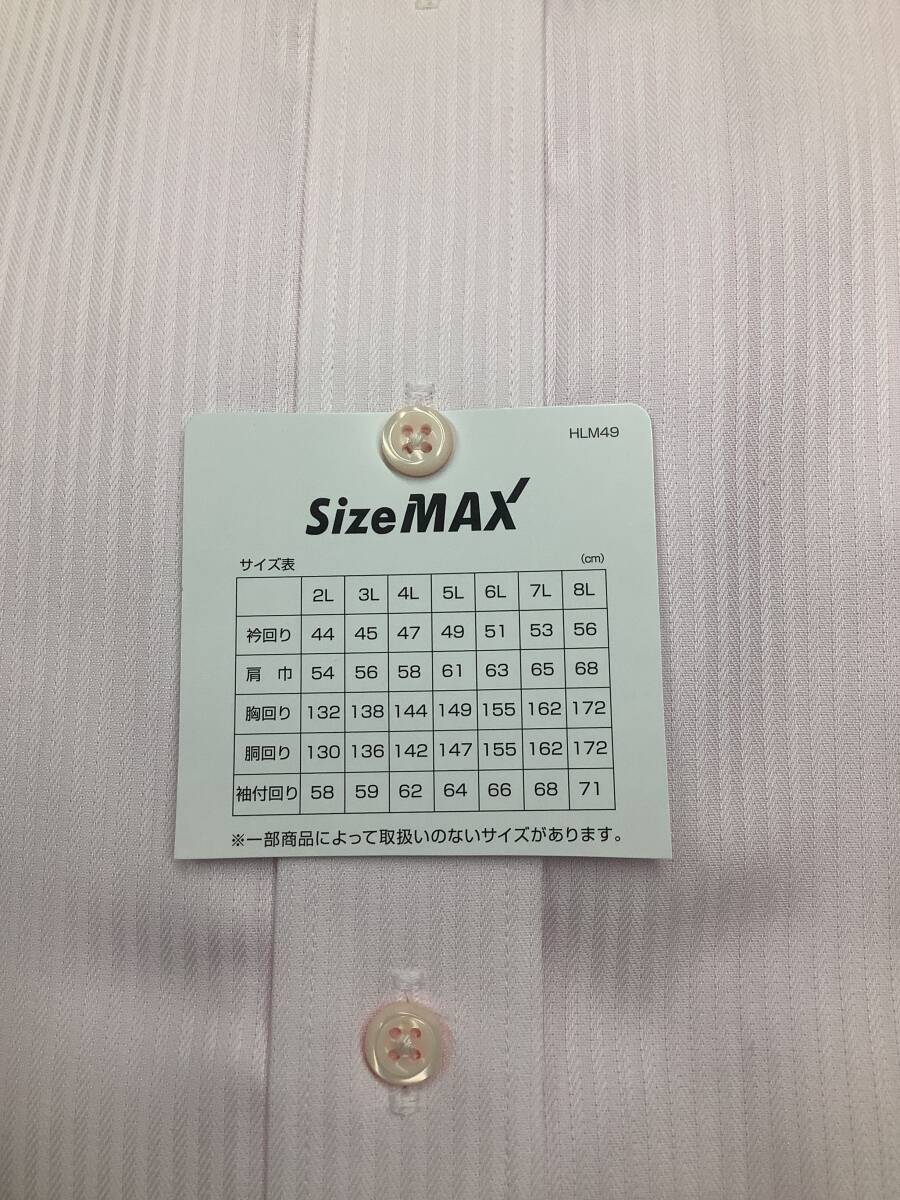 HLM49
SizeMAX
サイズ表 (cm)
2L 3L 4L 5L 6L 7L 8L
衿回り 44 45 47 49 51 53 56
肩 巾 54 56 58 61 63 65 68
胸回り 132 138 144 149 155 162 172
胴回り 130 136 142 147 155 162 172
袖付回り 58 59 62 64 66 68 71
※一部商品によって取扱いのないサイズがあります。